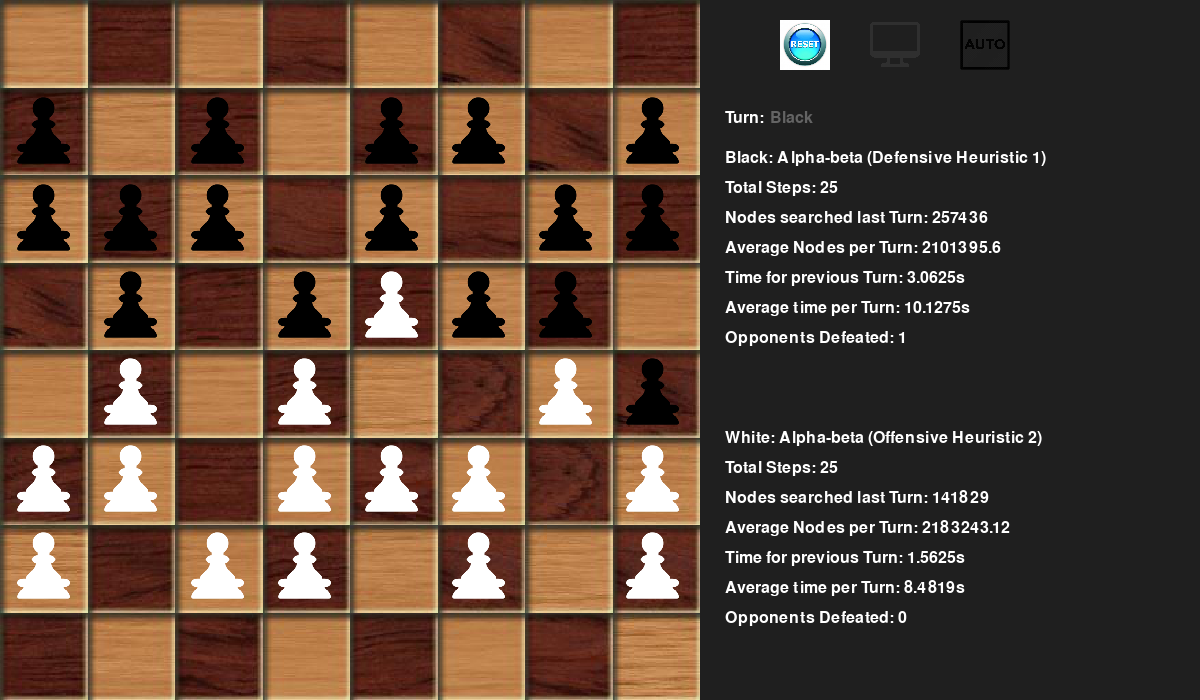 RESET
AUTO
Turn: Black
Black: Alpha-beta (Defensive Heuristic 1)
Total Steps: 25
Nodes searched last Turn: 257436
Average Nodes per Turn: 2101395.6
Time for previous Turn: 3.0625s
Average time per Turn: 10.1275s
Opponents Defeated: 1
White: Alpha-beta (Offensive Heuristic 2)
Total Steps: 25
Nodes searched last Turn: 141829
Average Nodes per Turn: 2183243.12
Time for previous Turn: 1.5625s
Average time per Turn: 8.4819s
Opponents Defeated: 0